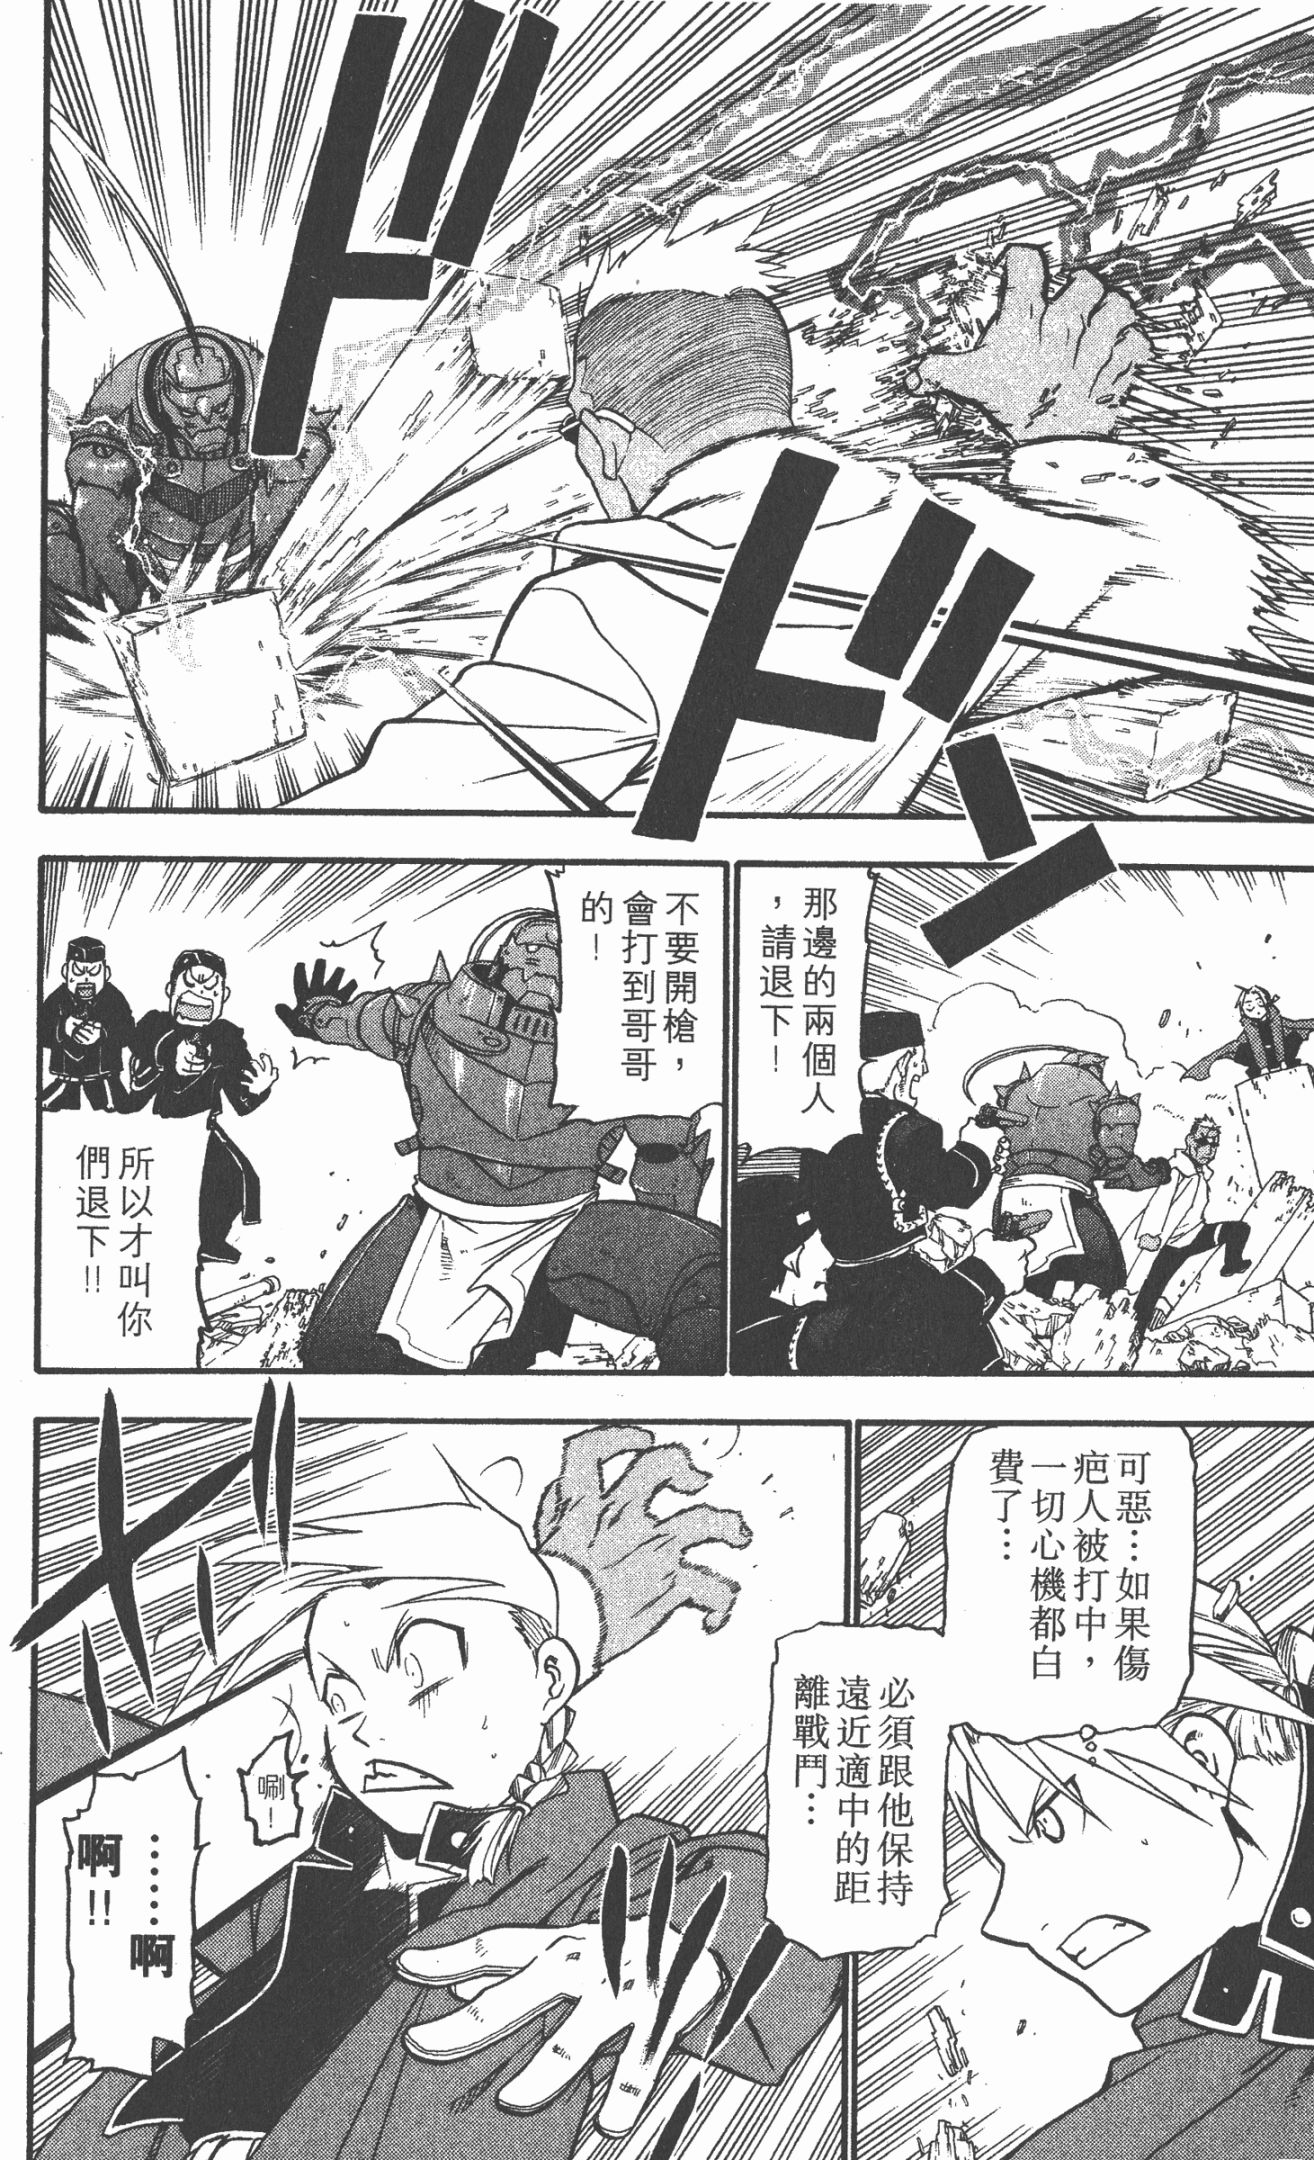 ドドン
那邊的兩個人
，請退下！
不要開槍，
會打到哥哥
的！
所以才叫你
們退下!!
可惡…如果傷
疤人被打中，
一切心機都白
費了…
必須跟他保持
遠近適中的距
離戰鬥…
唰！
……啊
啊!!